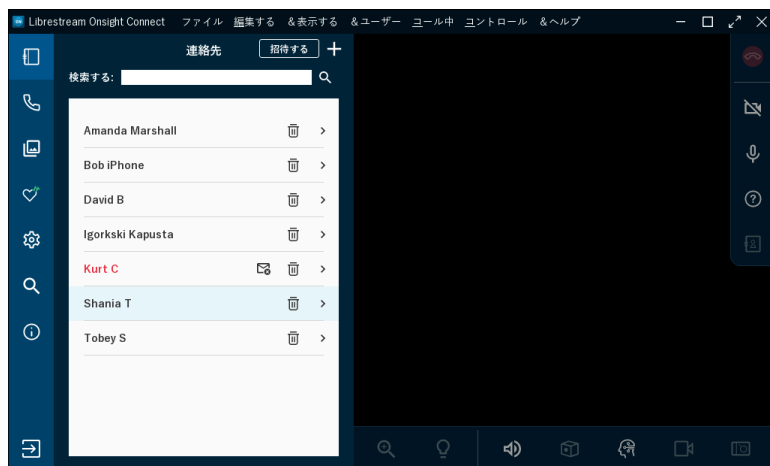 Librestream Onsight Connect ファイル 編集する &表示する &ユーザー コール中 コントロール &ヘルプ
連絡先 招待する
検索する:
Amanda Marshall
Bob iPhone
David B
Igorkski Kapusta
Kurt C
Shania T
Tobey S